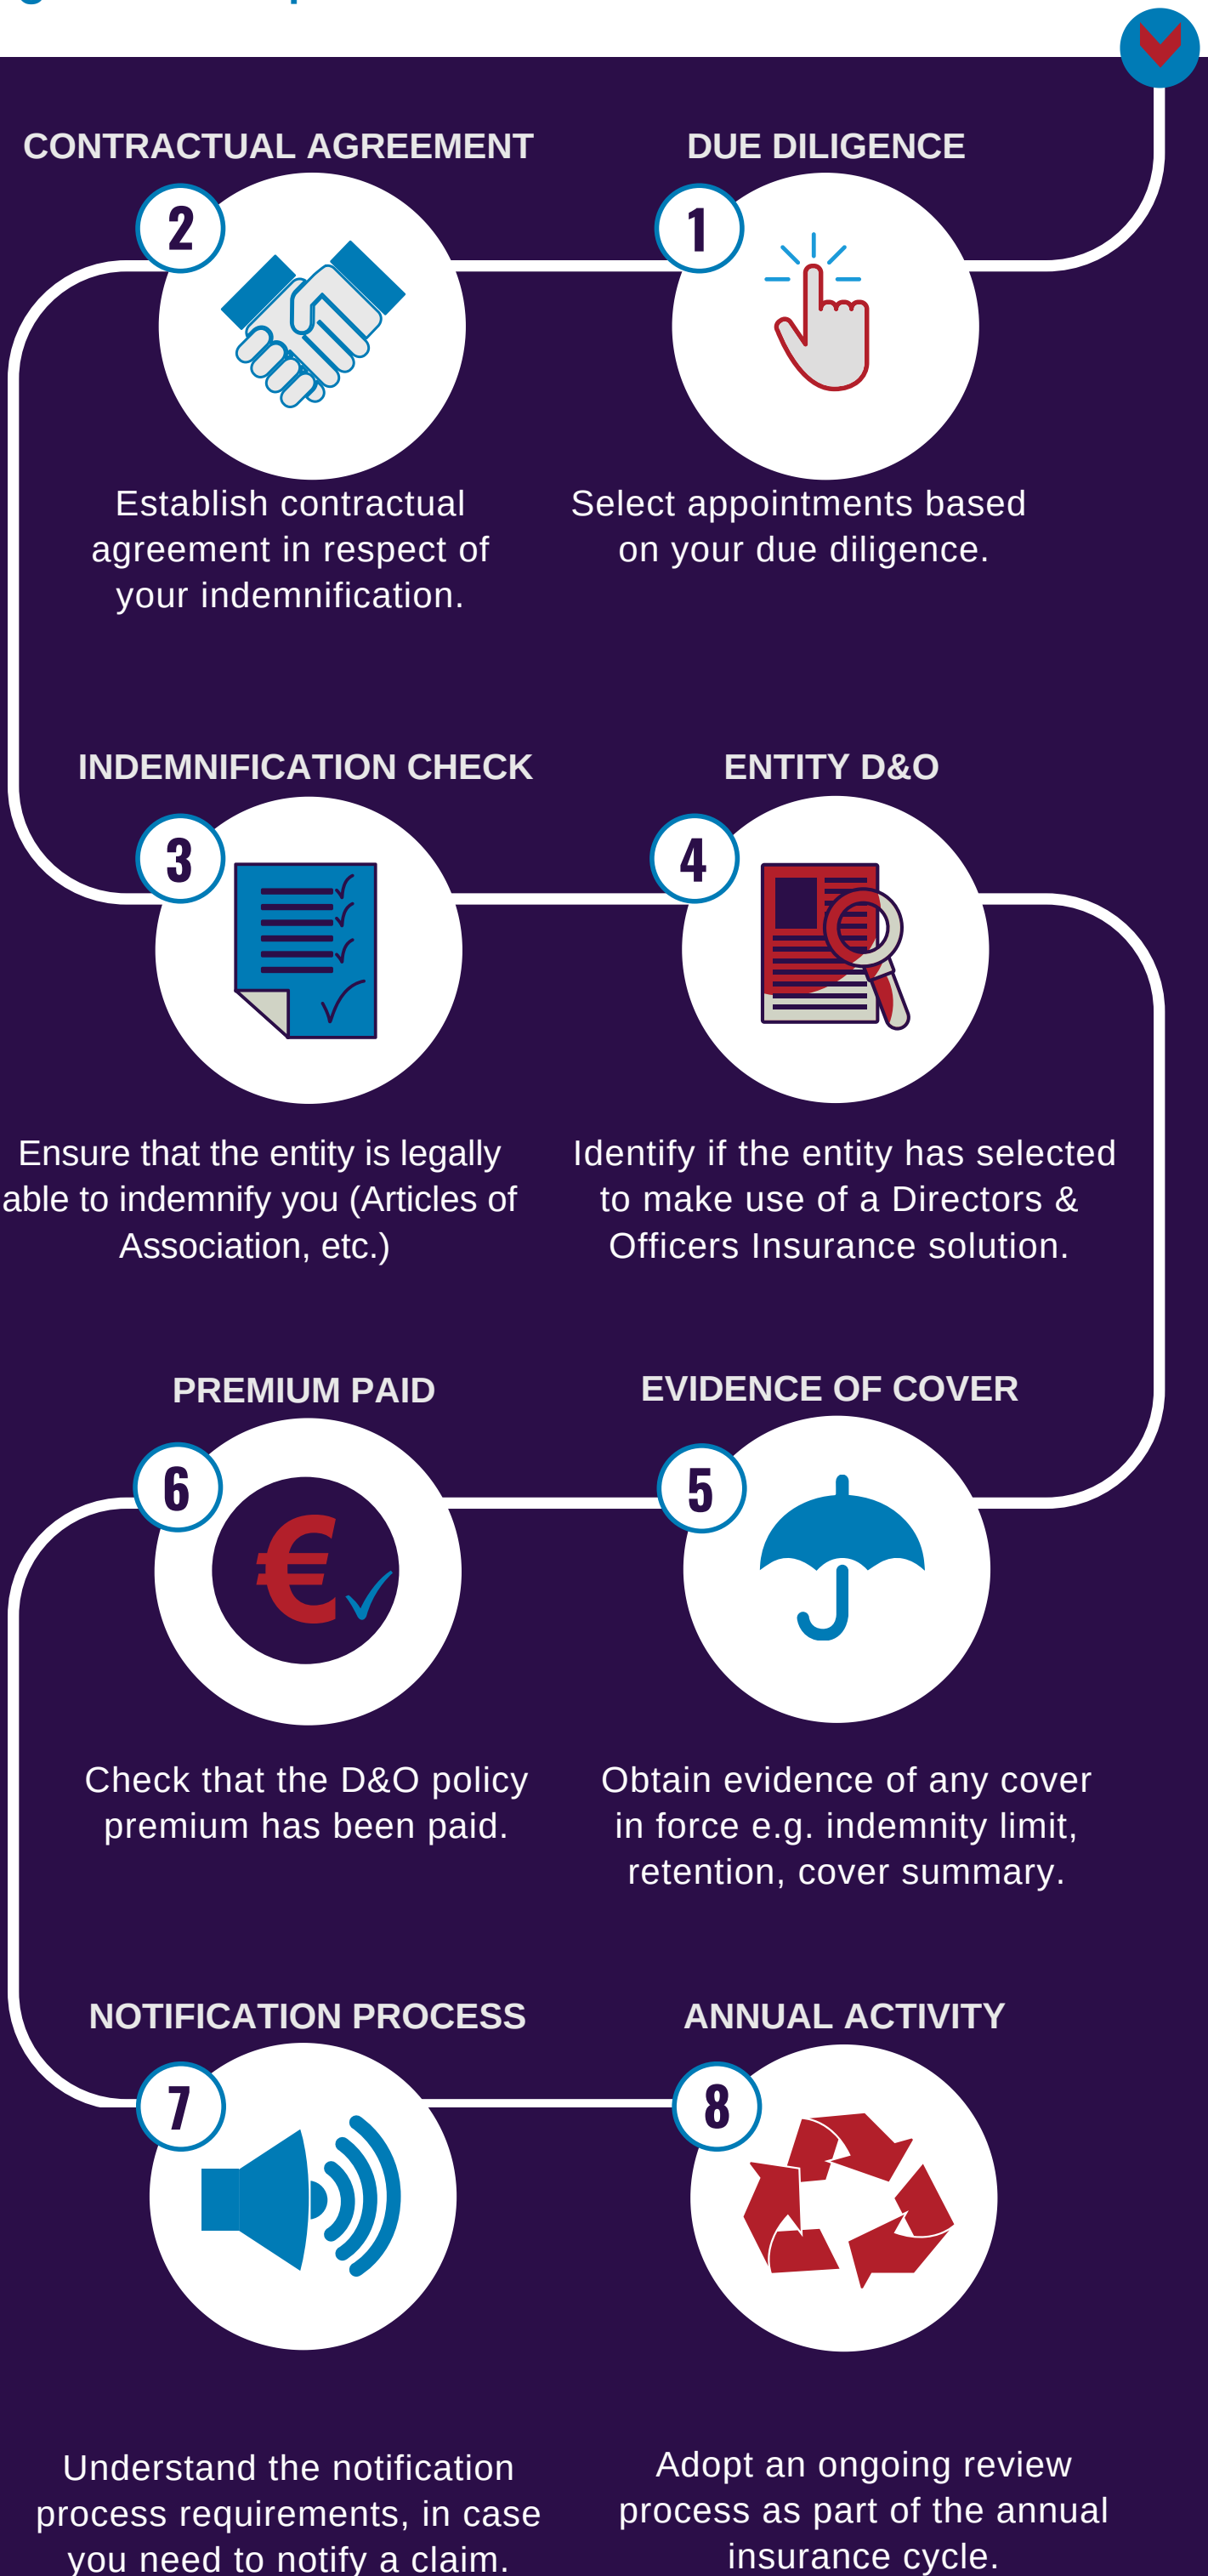 DUE DILIGENCE
1
Select appointments based
on your due diligence.
CONTRACTUAL AGREEMENT
2
Establish contractual
agreement in respect of
your indemnification.
INDEMNIFICATION CHECK
3
Ensure that the entity is legally
able to indemnify you (Articles of
Association, etc.)
ENTITY D&O
4
Identify if the entity has selected
to make use of a Directors &
Officers Insurance solution.
EVIDENCE OF COVER
5
Obtain evidence of any cover
in force e.g. indemnity limit,
retention, cover summary.
PREMIUM PAID
6
€
Check that the D&O policy
premium has been paid.
NOTIFICATION PROCESS
7
Understand the notification
process requirements, in case
you need to notify a claim.
ANNUAL ACTIVITY
8
Adopt an ongoing review
process as part of the annual
insurance cycle.